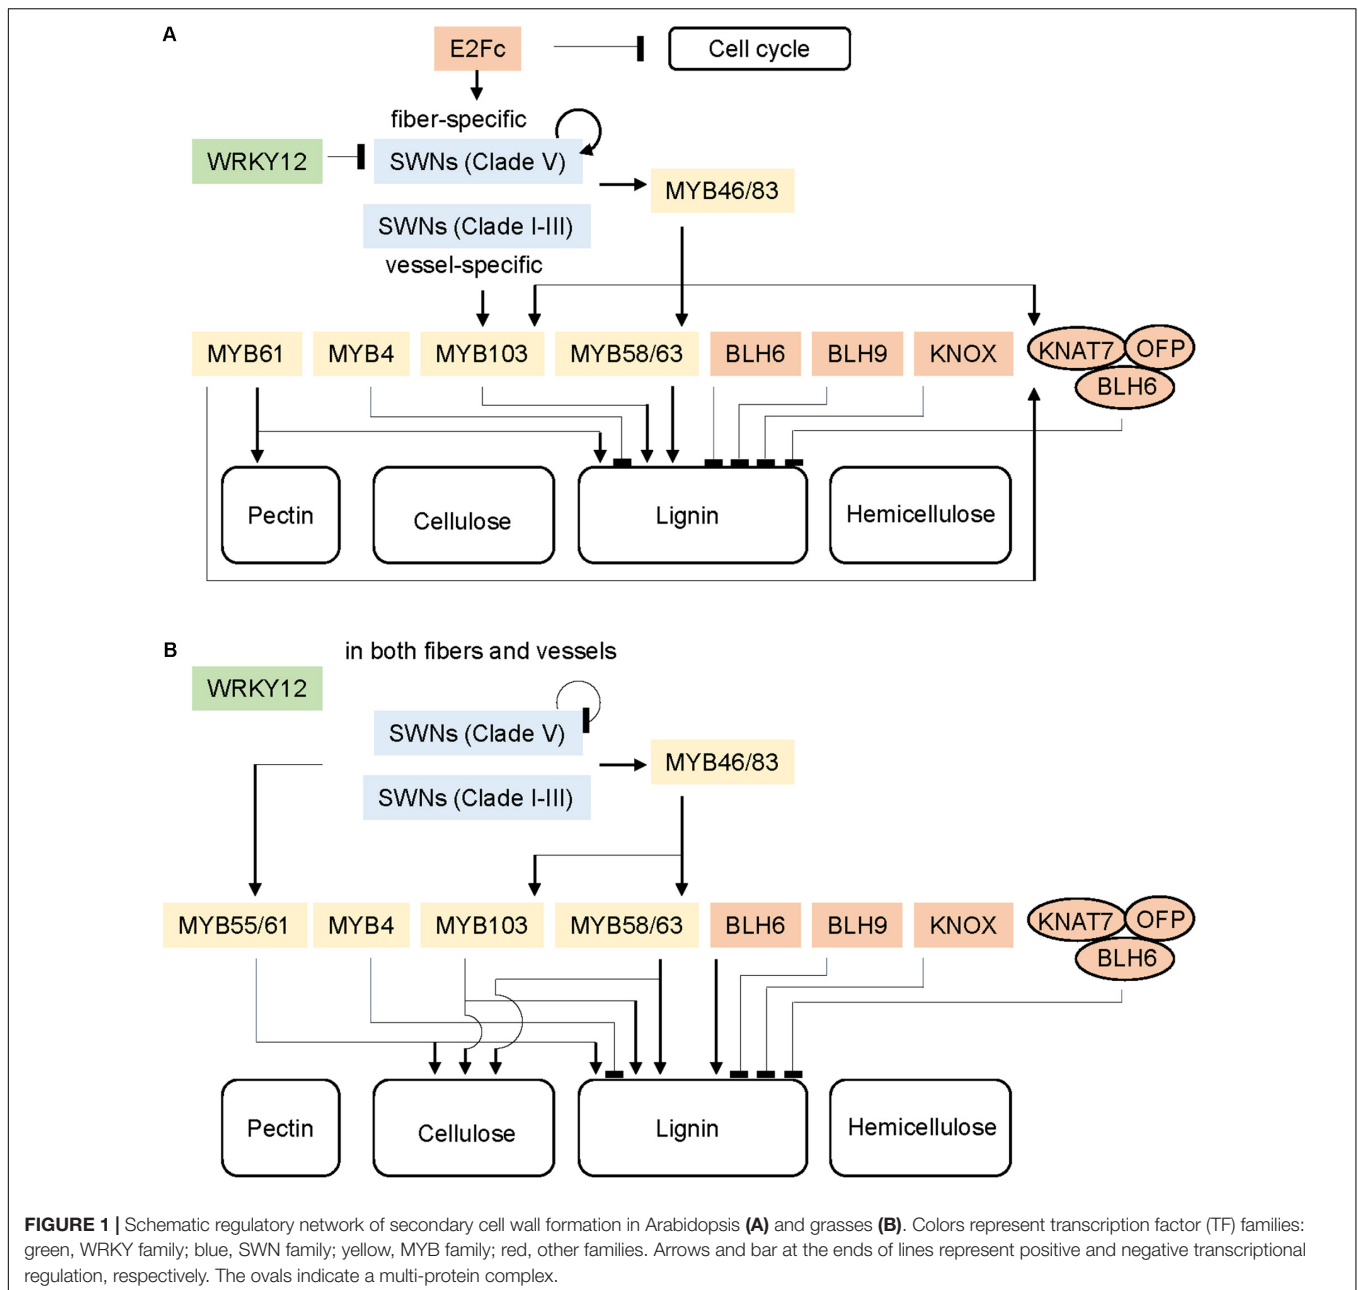 A
E2Fc
Cell cycle
fiber-specific
WRKY12
SWNs (Clade V)
MYB46/83
SWNs (Clade I-III)
vessel-specific
MYB61
MYB4
MYB103
MYB58/63
BLH6
BLH9
KNOX
KNAT7
OFP
BLH6
Pectin
Cellulose
Lignin
Hemicellulose
B
in both fibers and vessels
WRKY12
SWNs (Clade V)
MYB46/83
SWNs (Clade I-III)
MYB55/61
MYB4
MYB103
MYB58/63
BLH6
BLH9
KNOX
KNAT7
OFP
BLH6
Pectin
Cellulose
Lignin
Hemicellulose
FIGURE 1 | Schematic regulatory network of secondary cell wall formation in Arabidopsis (A) and grasses (B). Colors represent transcription factor (TF) families:
green, WRKY family; blue, SWN family; yellow, MYB family; red, other families. Arrows and bar at the ends of lines represent positive and negative transcriptional
regulation, respectively. The ovals indicate a multi-protein complex.